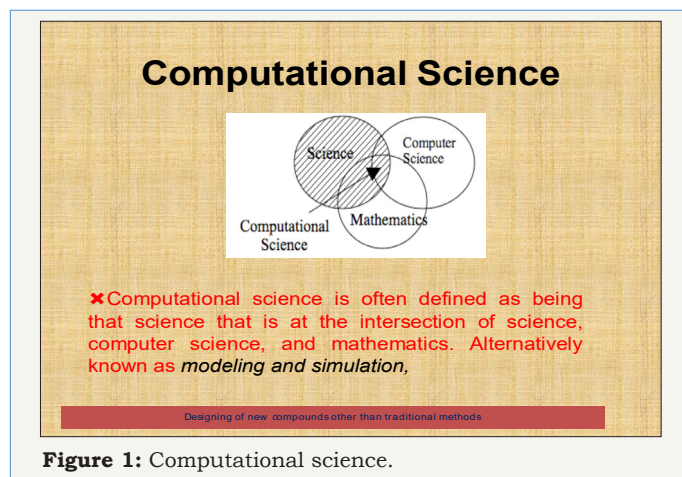 Computational Science
Science
Computer
Science
Mathematics
Computational
Science
✖Computational science is often defined as being
that science that is at the intersection of science,
computer science, and mathematics. Alternatively
known as modeling and simulation,
Designing of new compounds other than traditional methods
Figure 1: Computational science.